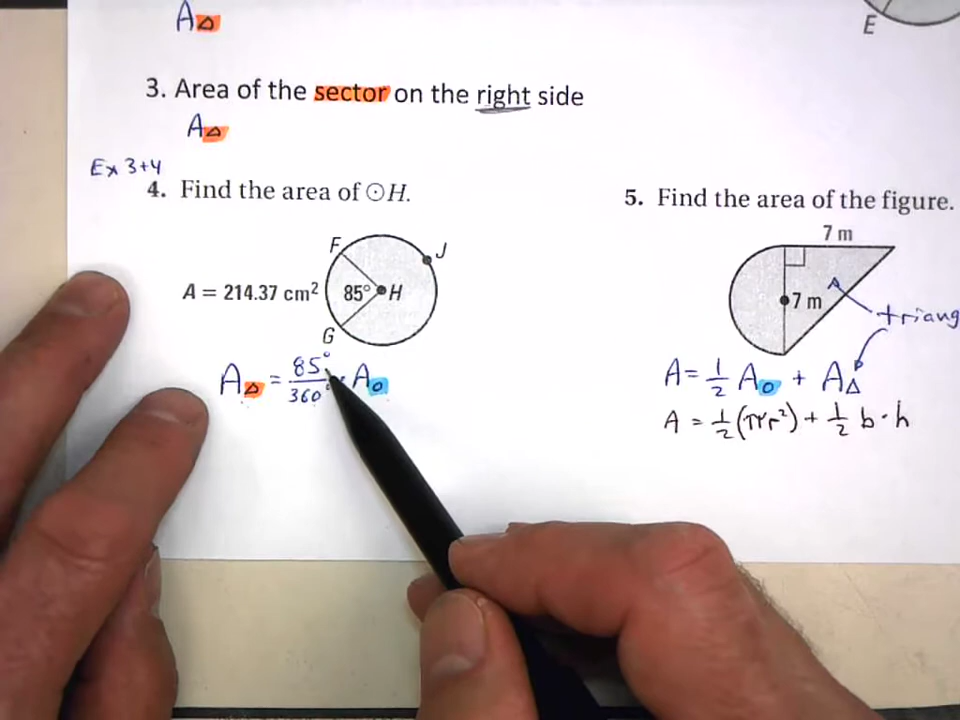 A△
E
3. Area of the sector on the right side
A△
Ex 3+4
4. Find the area of ⊙H.
F
J
A = 214.37 cm²
85°
H
G
A△ = 85°/360° · A○
5. Find the area of the figure.
7 m
7 m
triang
A = 1/2 A○ + A△
A = 1/2 (πr²) + 1/2 b · h